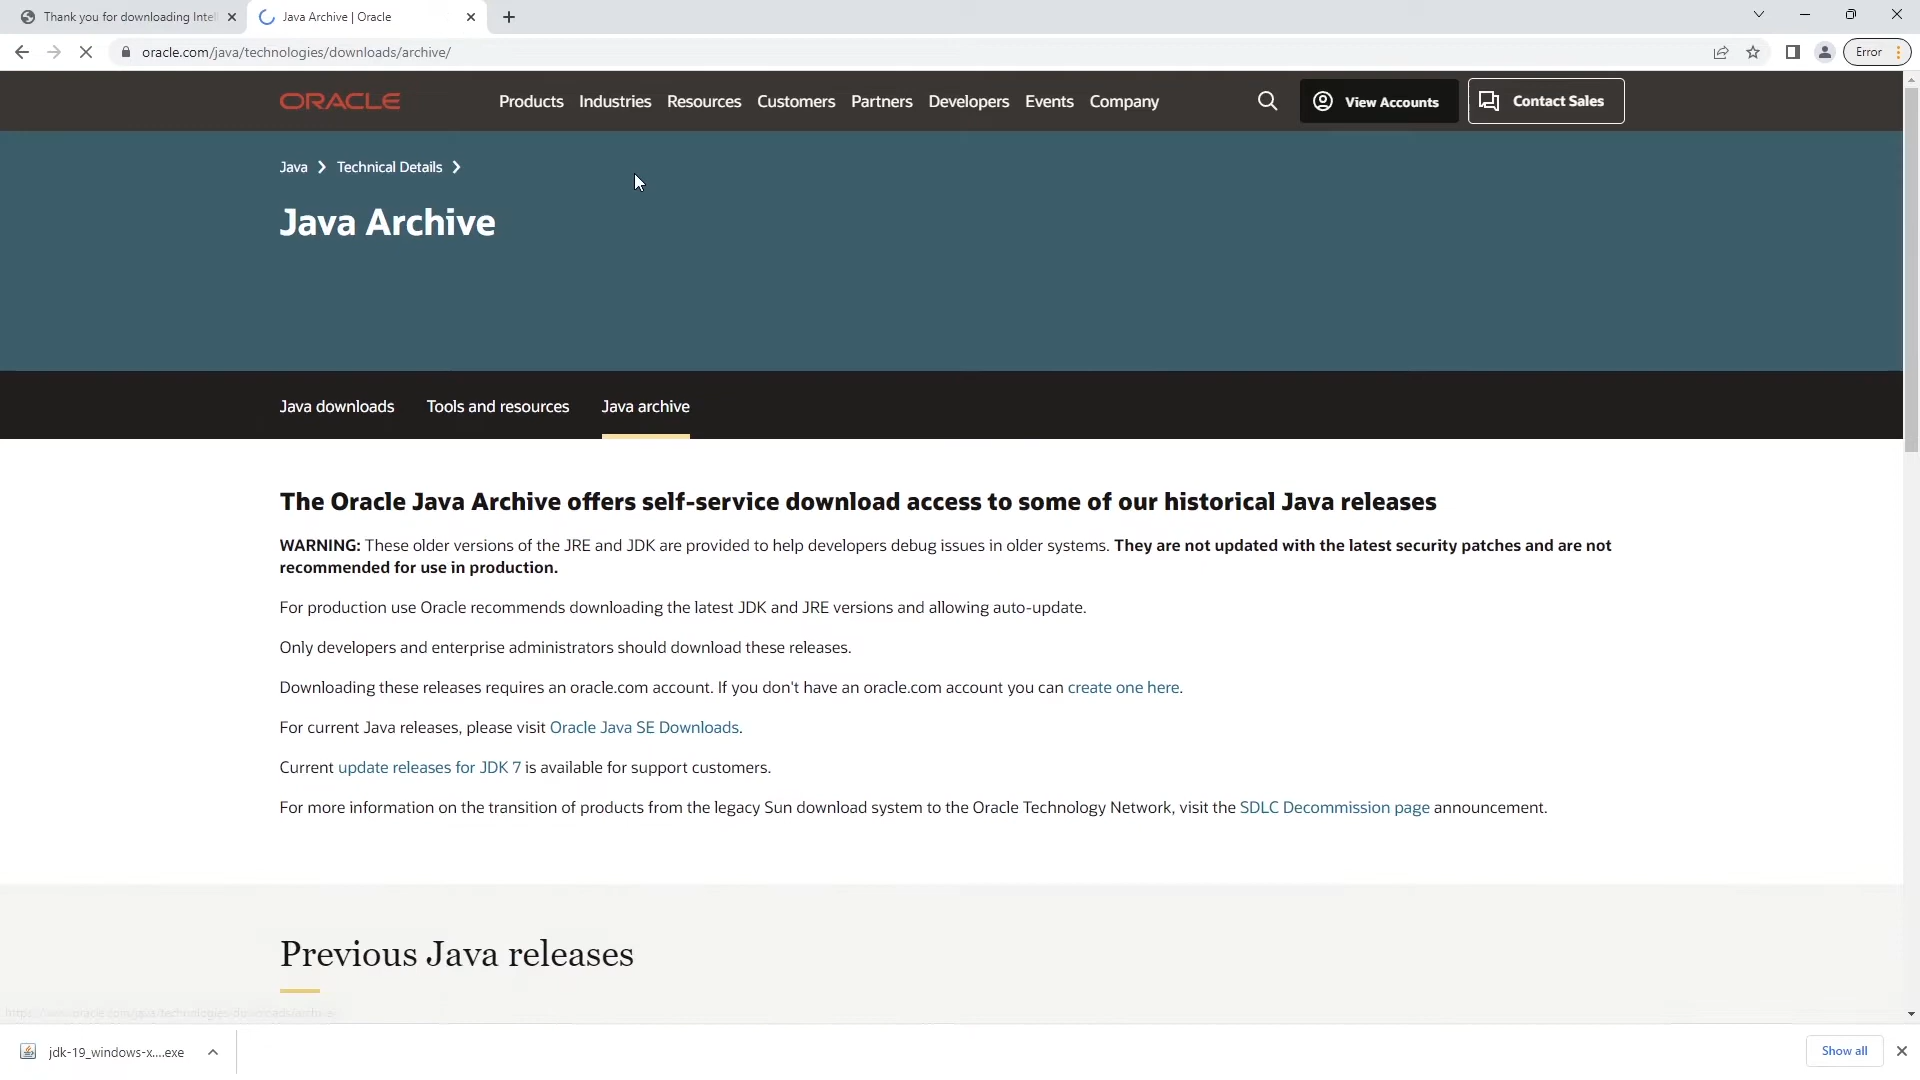 Thank you for downloading Intel
Java Archive | Oracle
oracle.com/java/technologies/downloads/archive/
Error
ORACLE
Products Industries Resources Customers Partners Developers Events Company
View Accounts
Contact Sales
Java > Technical Details >
Java Archive
Java downloads Tools and resources Java archive
The Oracle Java Archive offers self-service download access to some of our historical Java releases
WARNING: These older versions of the JRE and JDK are provided to help developers debug issues in older systems. They are not updated with the latest security patches and are not
recommended for use in production.
For production use Oracle recommends downloading the latest JDK and JRE versions and allowing auto-update.
Only developers and enterprise administrators should download these releases.
Downloading these releases requires an oracle.com account. If you don't have an oracle.com account you can create one here.
For current Java releases, please visit Oracle Java SE Downloads.
Current update releases for JDK 7 is available for support customers.
For more information on the transition of products from the legacy Sun download system to the Oracle Technology Network, visit the SDLC Decommission page announcement.
Previous Java releases
jdk-19_windows-x....exe
Show all